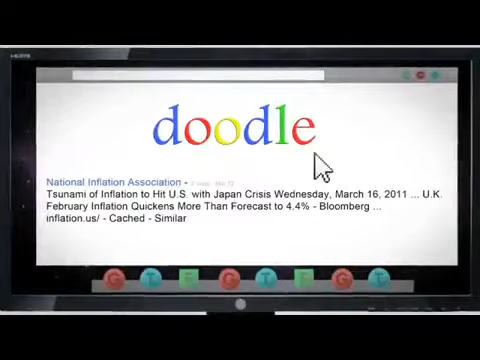 doodle
National Inflation Association -
Tsunami of Inflation to Hit U.S. with Japan Crisis Wednesday, March 16, 2011 ... U.K.
February Inflation Quickens More Than Forecast to 4.4% - Bloomberg ...
inflation.us/ - Cached - Similar
G T F G T F G T